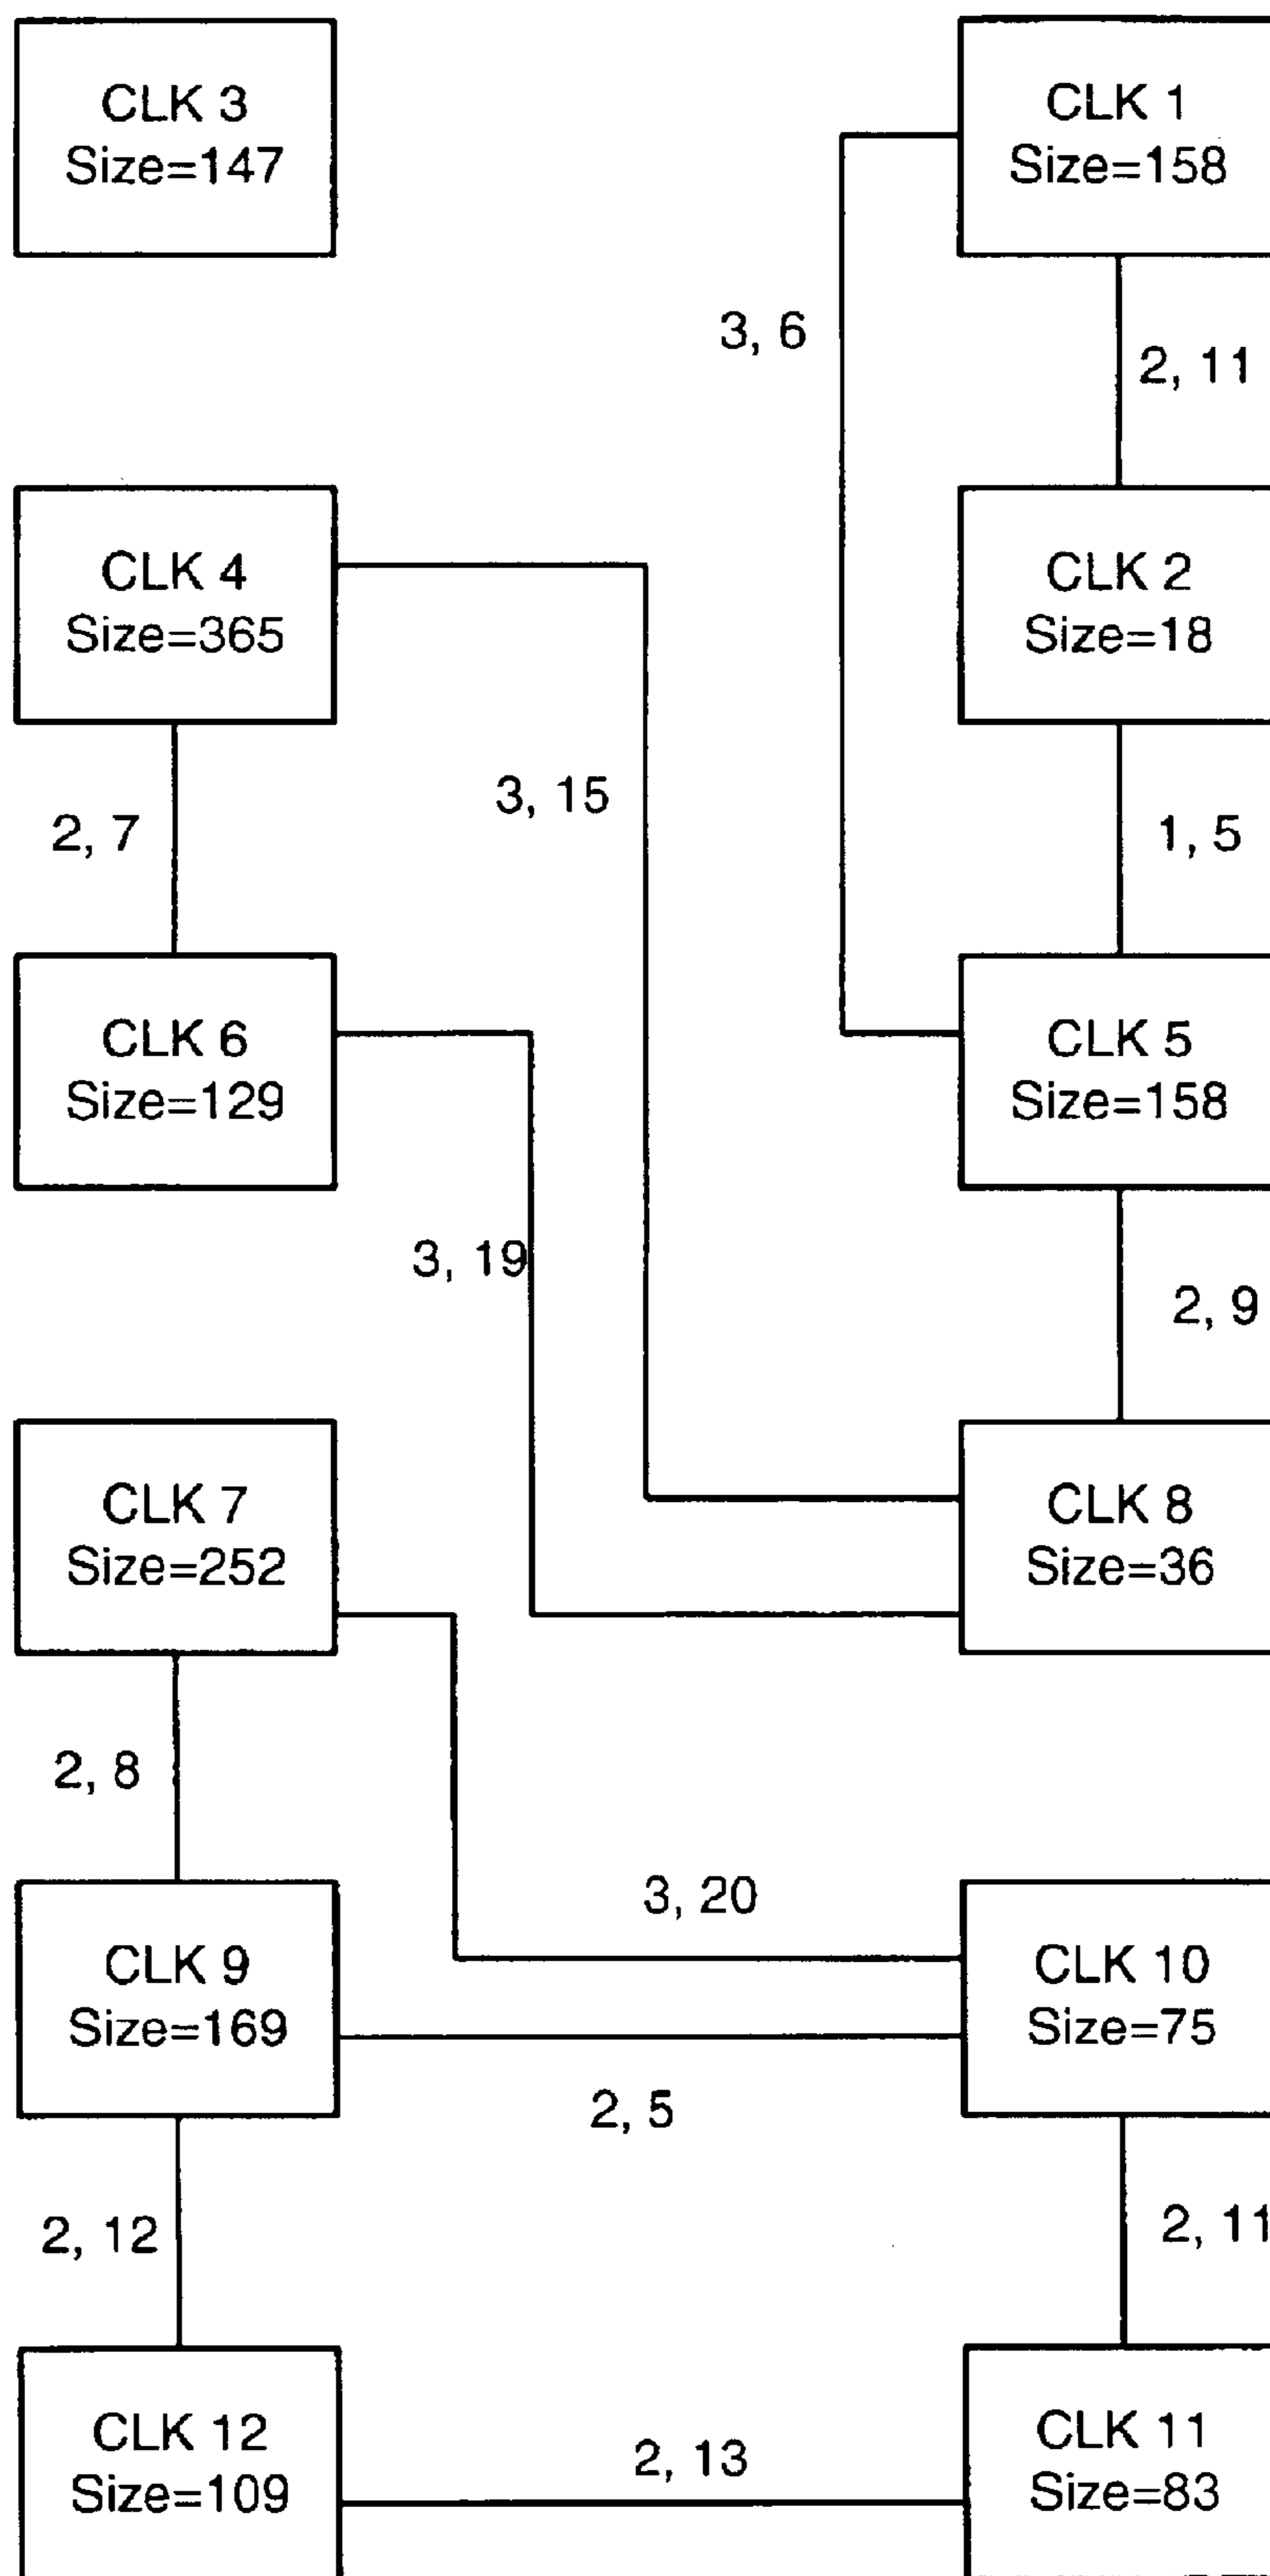 CLK 3
Size=147
CLK 1
Size=158
3, 6
2, 11
CLK 4
Size=365
CLK 2
Size=18
2, 7
3, 15
1, 5
CLK 6
Size=129
CLK 5
Size=158
3, 19
2, 9
CLK 7
Size=252
CLK 8
Size=36
2, 8
3, 20
CLK 9
Size=169
CLK 10
Size=75
2, 5
2, 12
2, 11
CLK 12
Size=109
2, 13
CLK 11
Size=83